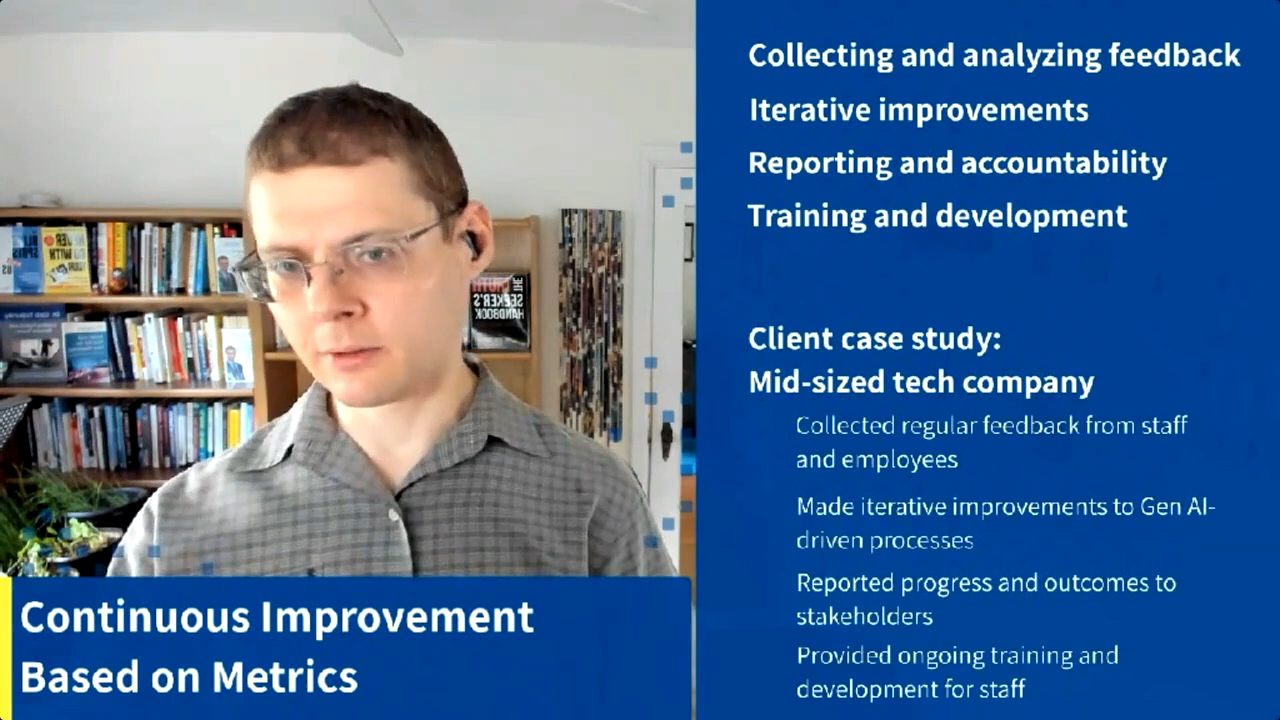 Collecting and analyzing feedback
Iterative improvements
Reporting and accountability
Training and development
Client case study:
Mid-sized tech company
Collected regular feedback from staff
and employees
Made iterative improvements to Gen AI-
driven processes
Reported progress and outcomes to
stakeholders
Provided ongoing training and
development for staff
Continuous Improvement
Based on Metrics
THE
TRUTH
SEEKER'S
HANDBOOK